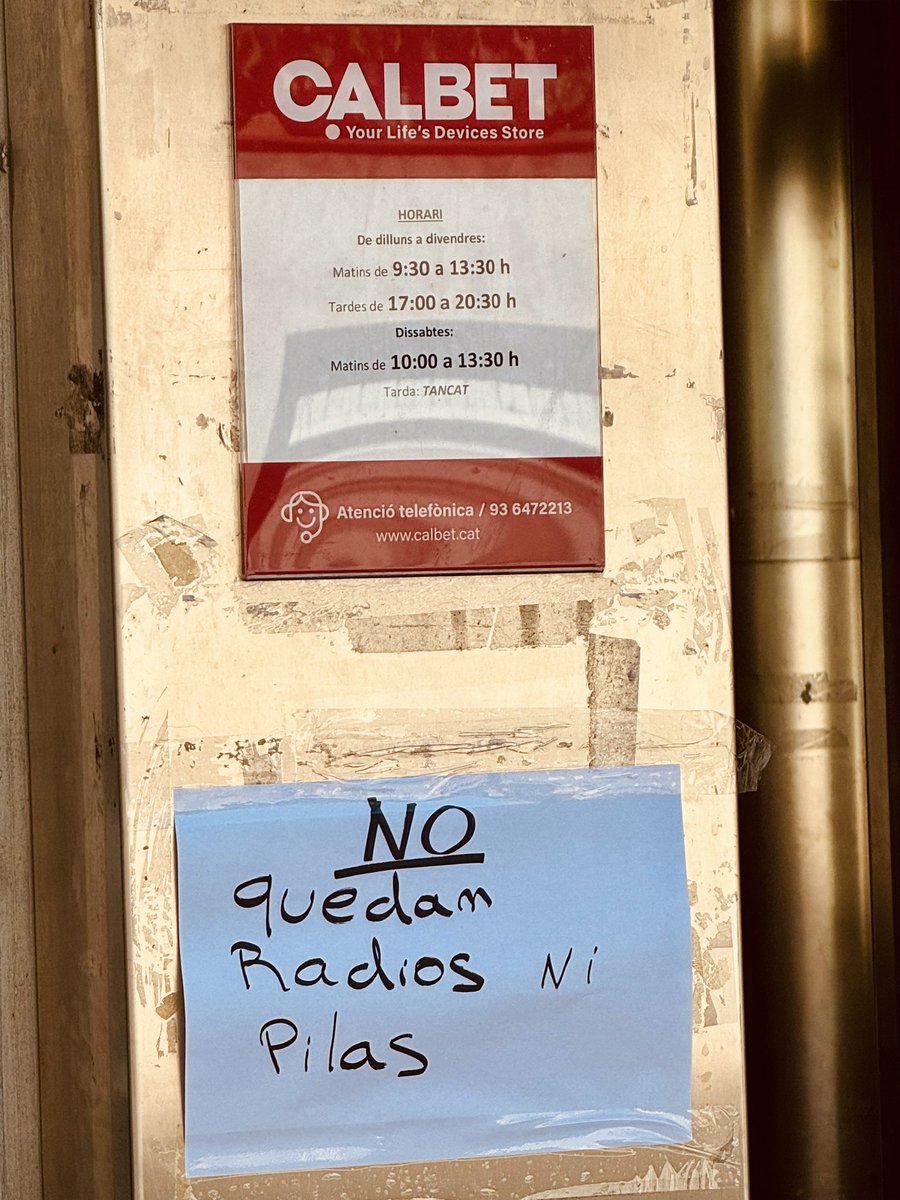 CALBET
Your Life's Devices Store
HORARI
De dilluns a divendres:
Matins de 9:30 a 13:30 h
Tardes de 17:00 a 20:30 h
Dissabtes:
Matins de 10:00 a 13:30 h
Tarda: TANCAT
Atenció telefònica / 93 6472213
www.calbet.cat
NO
quedan
Radios Ni
Pilas